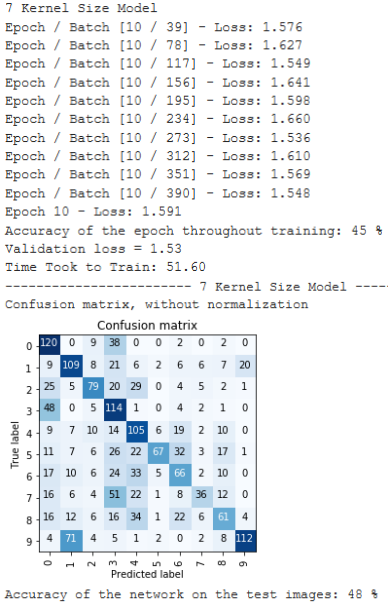 7 Kernel Size Model
Epoch / Batch [10 / 39] - Loss: 1.576
Epoch / Batch [10 / 78] - Loss: 1.627
Epoch / Batch [10 / 117] - Loss: 1.549
Epoch / Batch [10 / 156] - Loss: 1.641
Epoch / Batch [10 / 195] - Loss: 1.598
Epoch / Batch [10 / 234] - Loss: 1.660
Epoch / Batch [10 / 273] - Loss: 1.536
Epoch / Batch [10 / 312] - Loss: 1.610
Epoch / Batch [10 / 351] - Loss: 1.569
Epoch / Batch [10 / 390] - Loss: 1.548
Epoch 10 - Loss: 1.591
Accuracy of the epoch throughout training: 45 %
Validation loss = 1.53
Time Took to Train: 51.60
------------------------ 7 Kernel Size Model ----
Confusion matrix, without normalization
Confusion matrix
True label
0 120 0 9 38 0 0 2 0 2 0
1 9 109 8 21 6 2 6 6 7 20
2 25 5 79 20 29 0 4 5 2 1
3 48 0 5 114 1 0 4 2 1 0
4 9 7 10 14 105 6 19 2 10 0
5 11 7 6 26 22 67 32 3 17 1
6 17 10 6 24 33 5 66 2 10 0
7 16 6 4 51 22 1 8 36 12 0
8 16 12 6 16 34 1 22 6 61 4
9 4 71 4 5 1 2 0 2 8 112
0 1 2 3 4 5 6 7 8 9
Predicted label
Accuracy of the network on the test images: 48 %